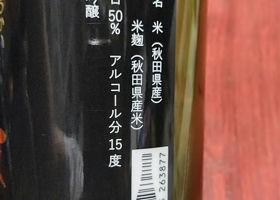 名 米(秋田県産)
米麹(秋田県産米)
50% アルコール分 15度
醸
263877